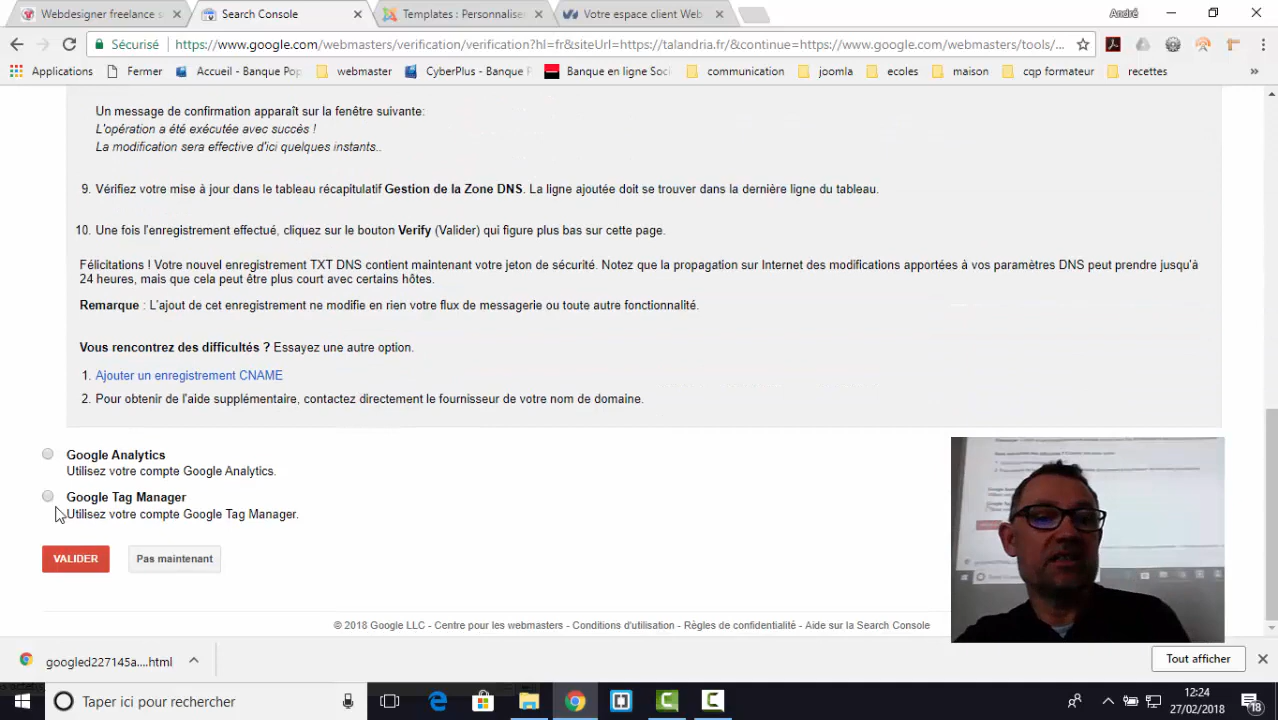 Webdesigner freelance s
Search Console
Templates : Personnalise
Votre espace client Web
André
Sécurisé
https://www.google.com/webmasters/verification/verification?hl=fr&siteUrl=https://talandria.fr/&continue=https://www.google.com/webmasters/tools/...
Applications
Fermer
Accueil - Banque Pop
webmaster
CyberPlus - Banque P
Banque en ligne Soci
communication
joomla
ecoles
maison
cqp formateur
recettes
»
Un message de confirmation apparaît sur la fenêtre suivante:
L'opération a été exécutée avec succès !
La modification sera effective d'ici quelques instants..
9. Vérifiez votre mise à jour dans le tableau récapitulatif Gestion de la Zone DNS. La ligne ajoutée doit se trouver dans la dernière ligne du tableau.
10. Une fois l'enregistrement effectué, cliquez sur le bouton Verify (Valider) qui figure plus bas sur cette page.
Félicitations ! Votre nouvel enregistrement TXT DNS contient maintenant votre jeton de sécurité. Notez que la propagation sur Internet des modifications apportées à vos paramètres DNS peut prendre jusqu'à
24 heures, mais que cela peut être plus court avec certains hôtes.
Remarque : L'ajout de cet enregistrement ne modifie en rien votre flux de messagerie ou toute autre fonctionnalité.
Vous rencontrez des difficultés ? Essayez une autre option.
1. Ajouter un enregistrement CNAME
2. Pour obtenir de l'aide supplémentaire, contactez directement le fournisseur de votre nom de domaine.
Google Analytics
Utilisez votre compte Google Analytics.
Google Tag Manager
Utilisez votre compte Google Tag Manager.
VALIDER
Pas maintenant
© 2018 Google LLC - Centre pour les webmasters - Conditions d'utilisation - Règles de confidentialité - Aide sur la Search Console
googled227145a....html
Tout afficher
Taper ici pour rechercher
12:24
27/02/2018
18